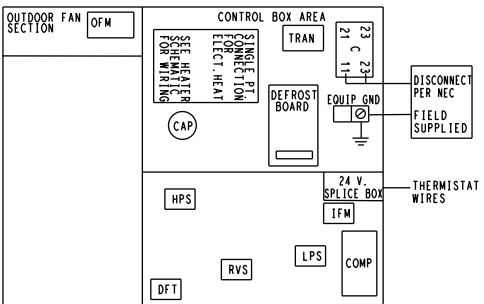 OUTDOOR FAN
SECTION
OFM
CONTROL BOX AREA
SINGLE PT.
CONNECTION
FOR
ELECT. HEAT
SEE HEATER
SCHEMATIC
FOR WIRING
TRAN
23
21
C
11
23
DEFROST
BOARD
EQUIP GND
DISCONNECT
PER NEC
FIELD
SUPPLIED
CAP
24 V.
SPLICE BOX
THERMISTAT
WIRES
HPS
IFM
LPS
COMP
RVS
DFT